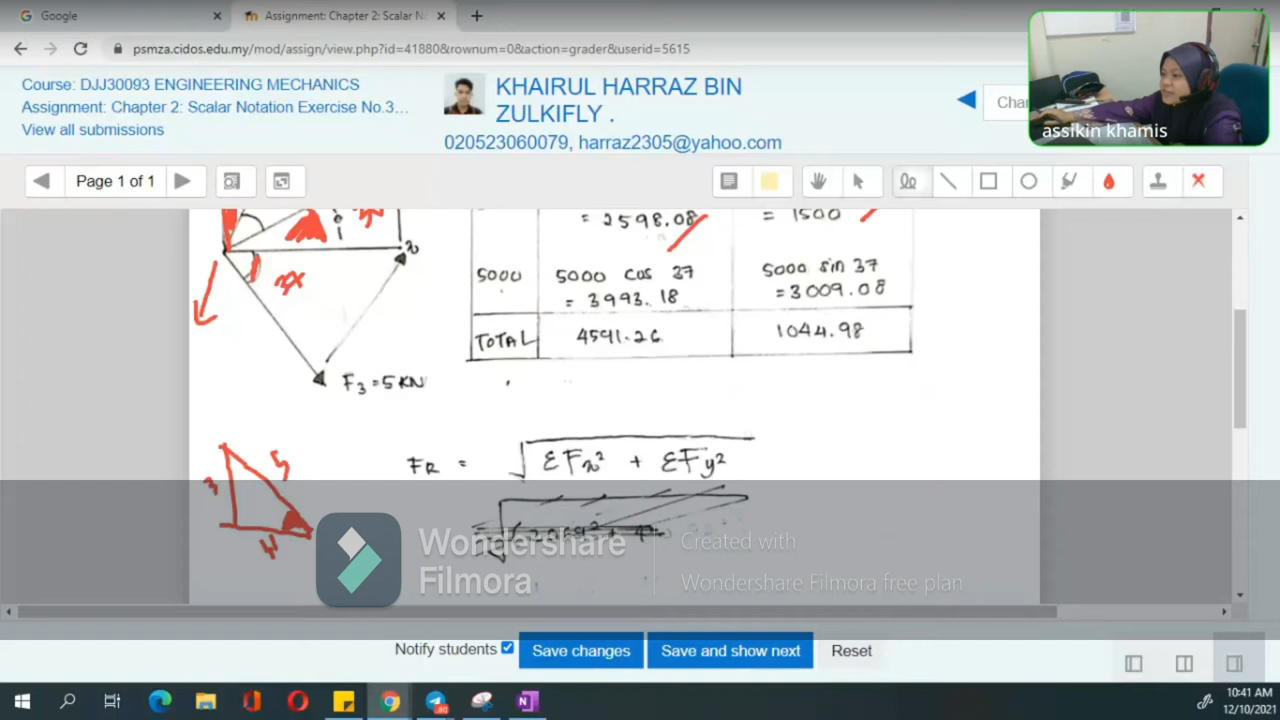 Google
Assignment: Chapter 2: Scalar No
psmza.cidos.edu.my/mod/assign/view.php?id=41880&rownum=0&action=grader&userid=5615
Course: DJJ30093 ENGINEERING MECHANICS
Assignment: Chapter 2: Scalar Notation Exercise No.3...
View all submissions
KHAIRUL HARRAZ BIN
ZULKIFLY .
020523060079, harraz2305@yahoo.com
Cha
assikin khamis
Page 1 of 1
= 2598.08
= 1500
5000
5000 cos 37
= 3993.18
5000 sin 37
= 3009.08
TOTAL
4591.26
1044.98
F3 = 5 KN
3
5
4
FR = √ΣFx² + ΣFy²
Wondershare
Filmora
Created with
Wondershare Filmora free plan
Notify students
Save changes
Save and show next
Reset
10:41 AM
12/10/2021